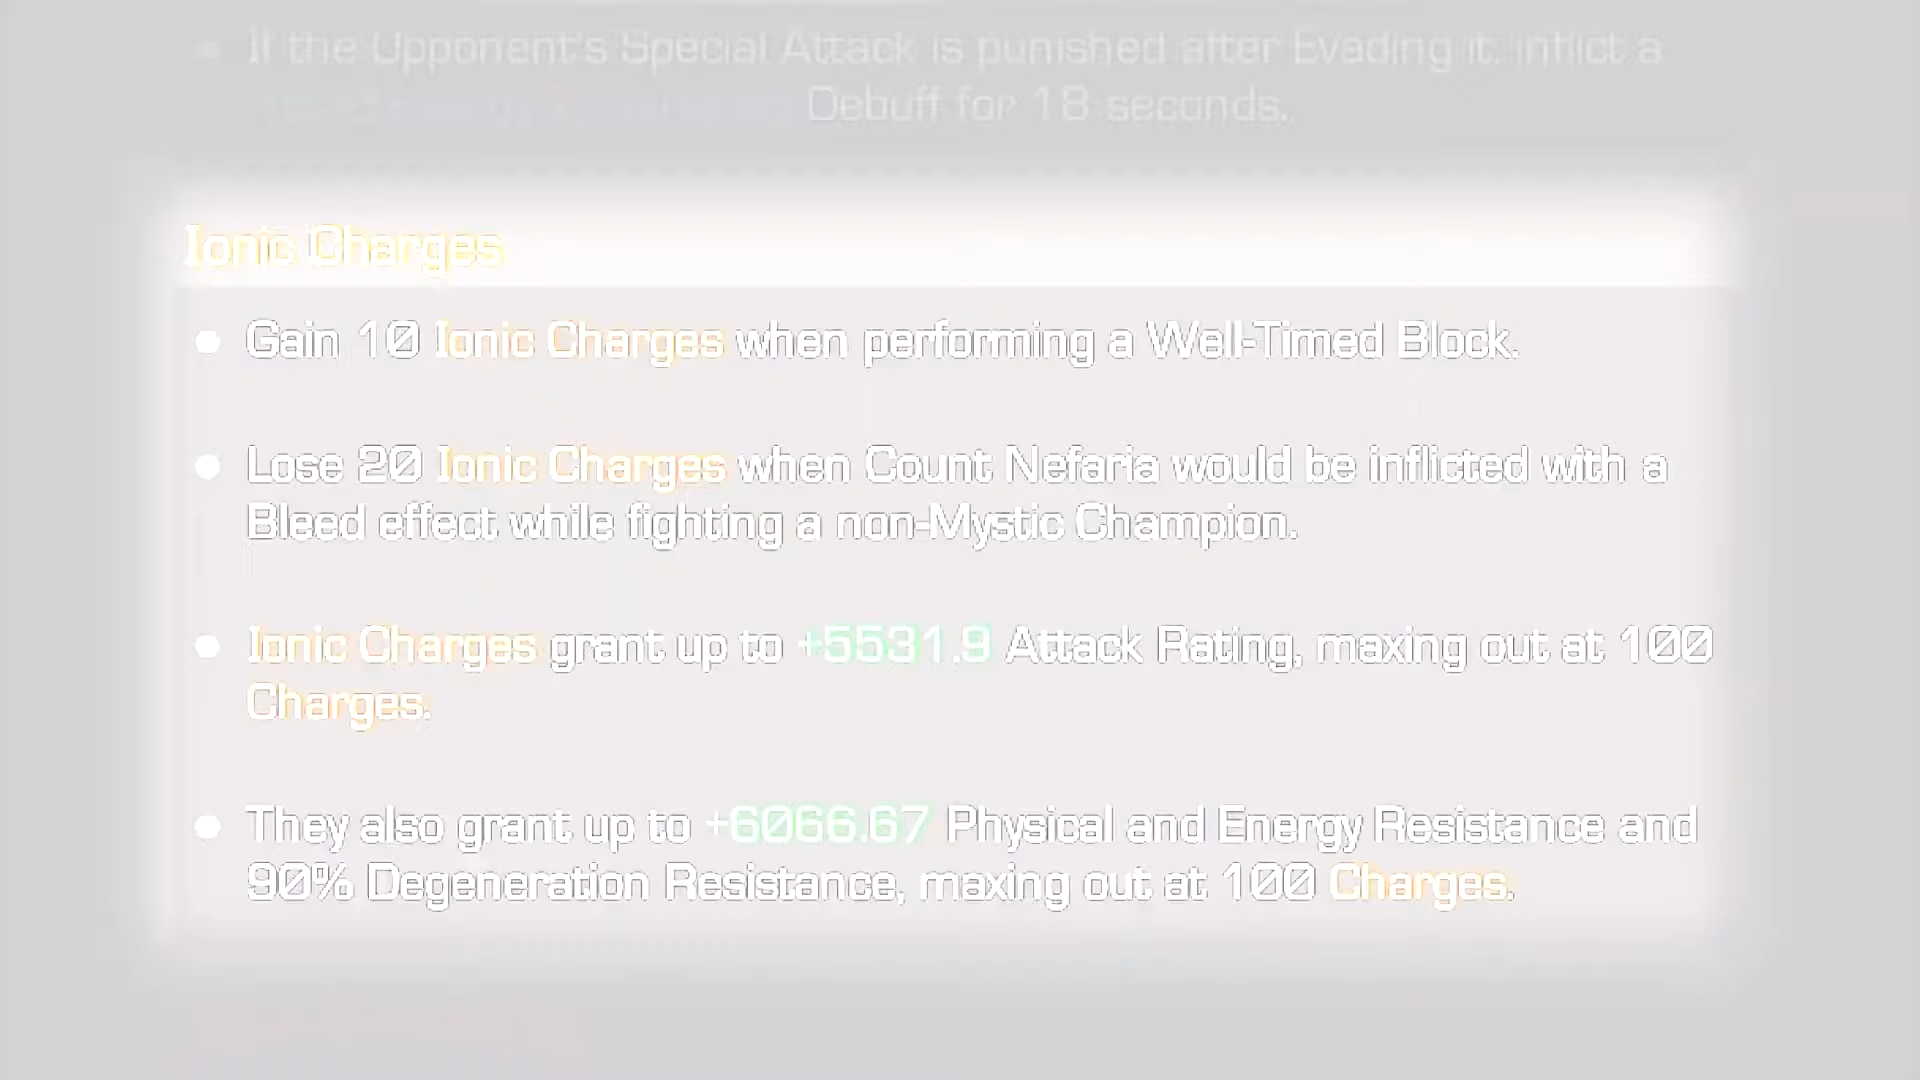 If the Opponent's Special Attack is punished after Evading it, inflict a
Debuff for 18 seconds.
Ionic Charges
• Gain 10 Ionic Charges when performing a Well-Timed Block.
• Lose 20 Ionic Charges when Count Nefaria would be inflicted with a
Bleed effect while fighting a non-Mystic Champion.
• Ionic Charges grant up to +5531.9 Attack Rating, maxing out at 100
Charges.
• They also grant up to +6066.67 Physical and Energy Resistance and
90% Degeneration Resistance, maxing out at 100 Charges.